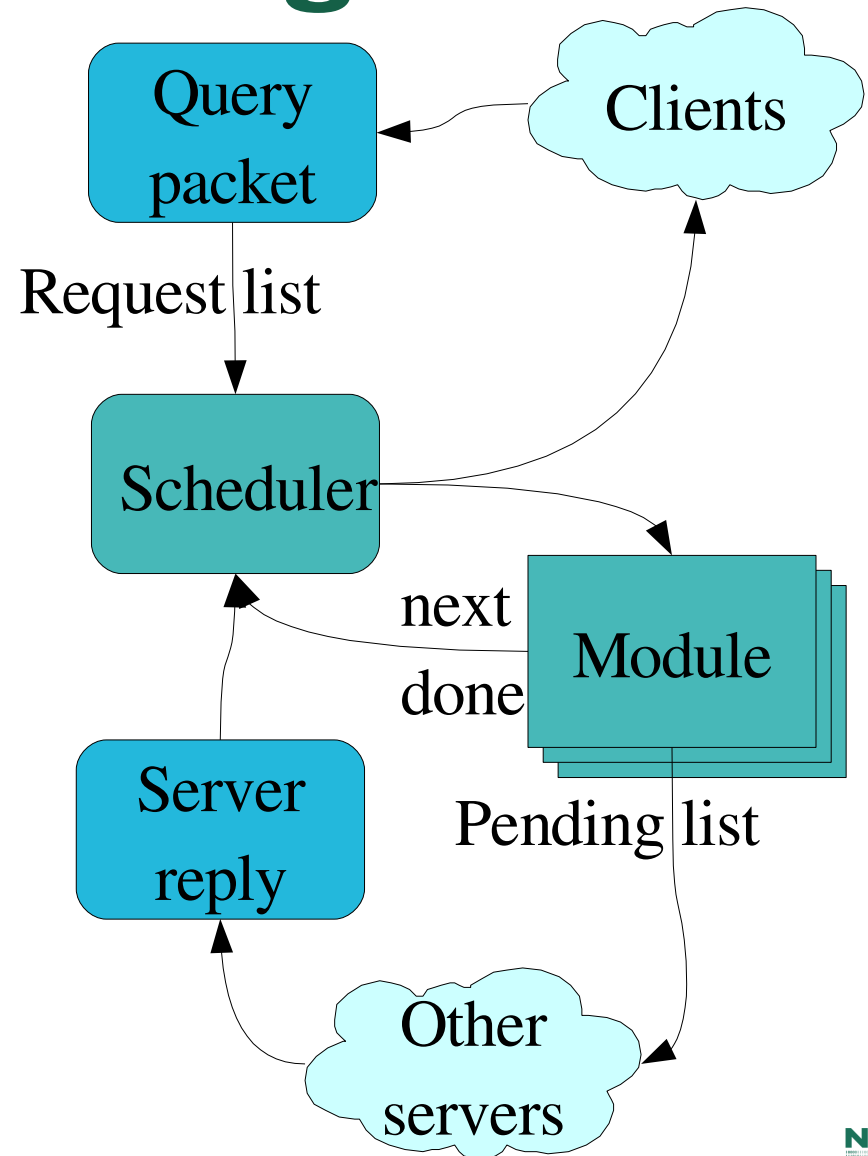 g
Query
packet
Clients
Request list
Scheduler
next
done
Module
Server
reply
Pending list
Other
servers
N